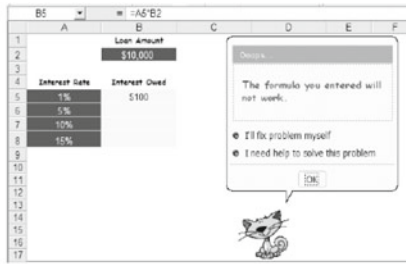 B5 = =A5*B2
A B C D E F
1 Loan Amount
2 $10,000
3
4 Interest Rate Interest Owed
5 1% $100
6 5%
7 10%
8 15%
9
10
11
12
13
14
15
16
17
Ooops...
The formula you entered will
not work.
I'll fix problem myself
I need help to solve this problem
OK